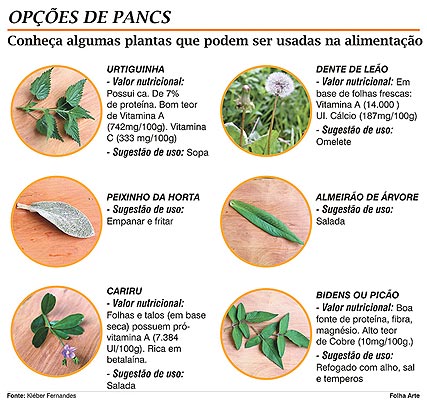 OPÇÕES DE PANCS
Conheça algumas plantas que podem ser usadas na alimentação
URTIGUINHA
- Valor nutricional:
Possui ca. De 7%
de proteína. Bom teor
de Vitamina A
(742mg/100g). Vitamina
C (333 mg/100g)
- Sugestão de uso: Sopa
DENTE DE LEÃO
- Valor nutricional: Em
base de folhas frescas:
Vitamina A (14.000 )
UI. Cálcio (187mg/100g)
- Sugestão de uso:
Omelete
PEIXINHO DA HORTA
- Sugestão de uso:
Empanar e fritar
ALMEIRÃO DE ÁRVORE
- Sugestão de uso:
Salada
CARIRU
- Valor nutricional:
Folhas e talos (em base
seca) possuem pró-
vitamina A (7.384
UI/100g). Rica em
betalaína.
- Sugestão de uso:
Salada
BIDENS OU PICÃO
- Valor nutricional: Boa
fonte de proteína, fibra,
magnésio. Alto teor
de Cobre (10mg/100g.)
- Sugestão de uso:
Refogado com alho, sal
e temperos
Fonte: Kléber Fernandes
Folha Arte